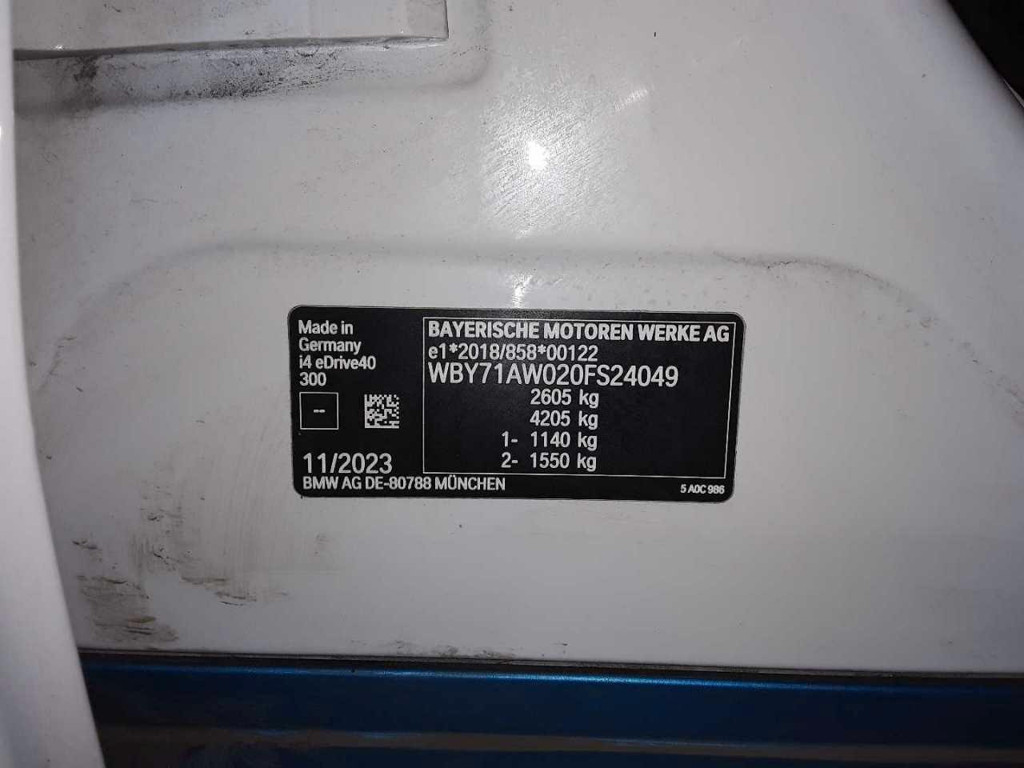 Made in
Germany
i4 eDrive40
300
--
11/2023
BMW AG DE-80788 MÜNCHEN
BAYERISCHE MOTOREN WERKE AG
e1*2018/858*00122
WBY71AW020FS24049
2605 kg
4205 kg
1- 1140 kg
2- 1550 kg
5 A0C 986